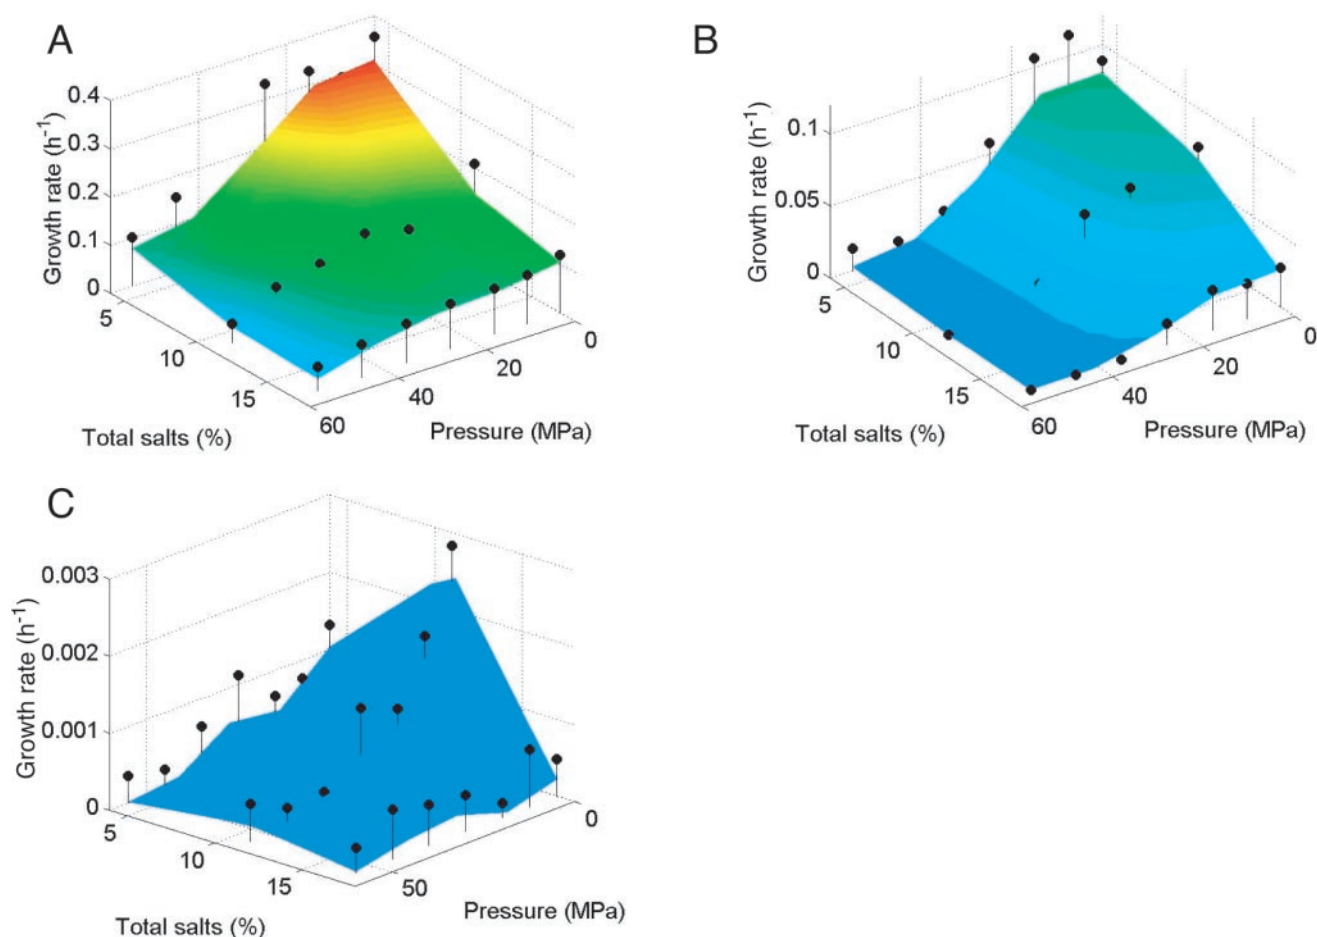 A
Growth rate (h⁻¹)
0.4
0.3
0.2
0.1
0
5
10
15
Total salts (%)
60
40
20
0
Pressure (MPa)
B
Growth rate (h⁻¹)
0.1
0.05
0
5
10
15
Total salts (%)
60
40
20
0
Pressure (MPa)
C
Growth rate (h⁻¹)
0.003
0.002
0.001
0
5
10
15
Total salts (%)
50
0
Pressure (MPa)